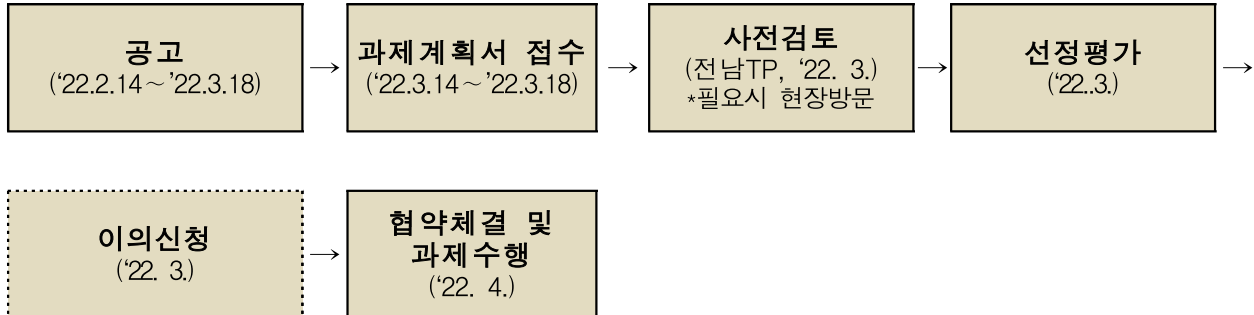 공고
(‘22.2.14～’22.3.18)
→
과제계획서 접수
(‘22.3.14～’22.3.18)
→
사전검토
(전남TP, ‘22. 3.)
*필요시 현장방문
→
선정평가
(‘22..3.)
→
이의신청
(‘22. 3.)
→
협약체결 및
과제수행
(‘22. 4.)